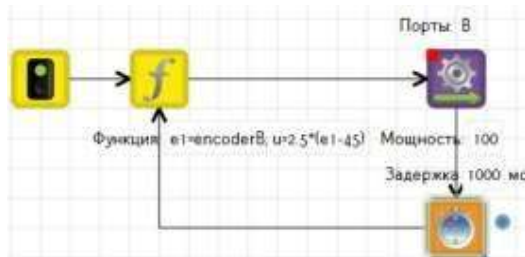 Порты: В
Функция: e1=encoderB, u=2.5*(e1-45)
Мощность: 100
Задержка: 1000 мс